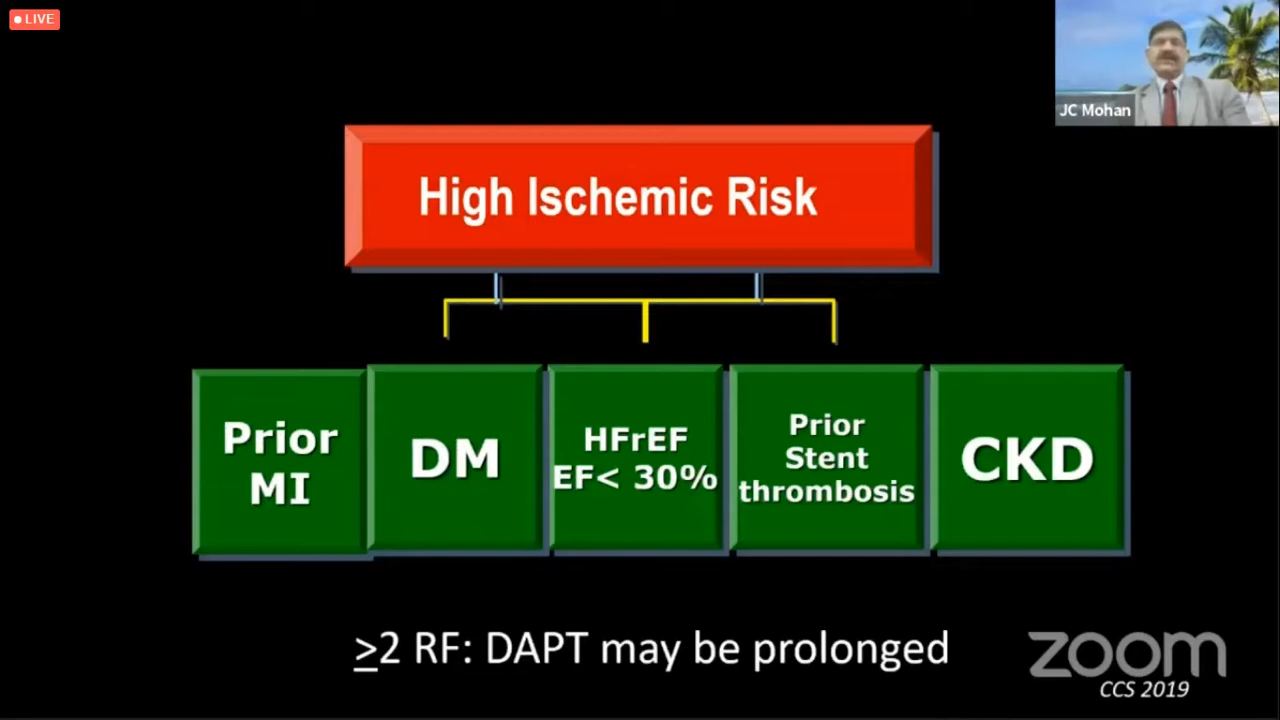 LIVE
JC Mohan
High Ischemic Risk
Prior
MI
DM
HFrEF
EF< 30%
Prior
Stent
thrombosis
CKD
≥2 RF: DAPT may be prolonged
zoom
CCS 2019